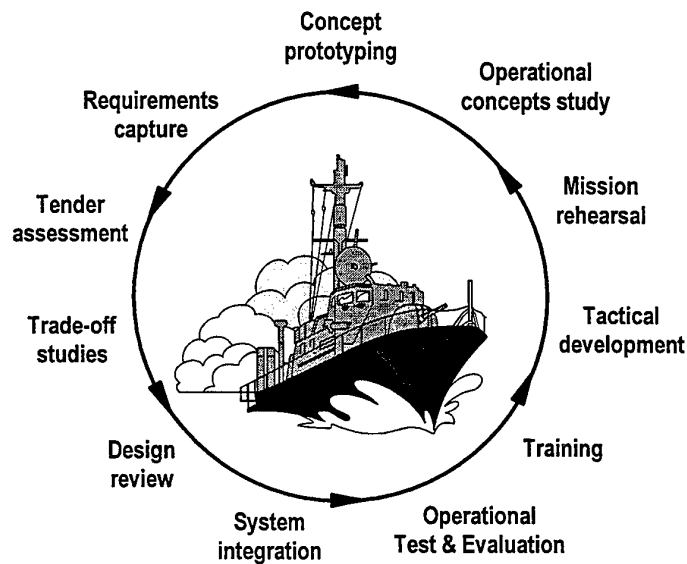 Concept
prototyping
Operational
concepts study
Requirements
capture
Mission
rehearsal
Tender
assessment
Tactical
development
Trade-off
studies
Training
Design
review
Operational
Test & Evaluation
System
integration